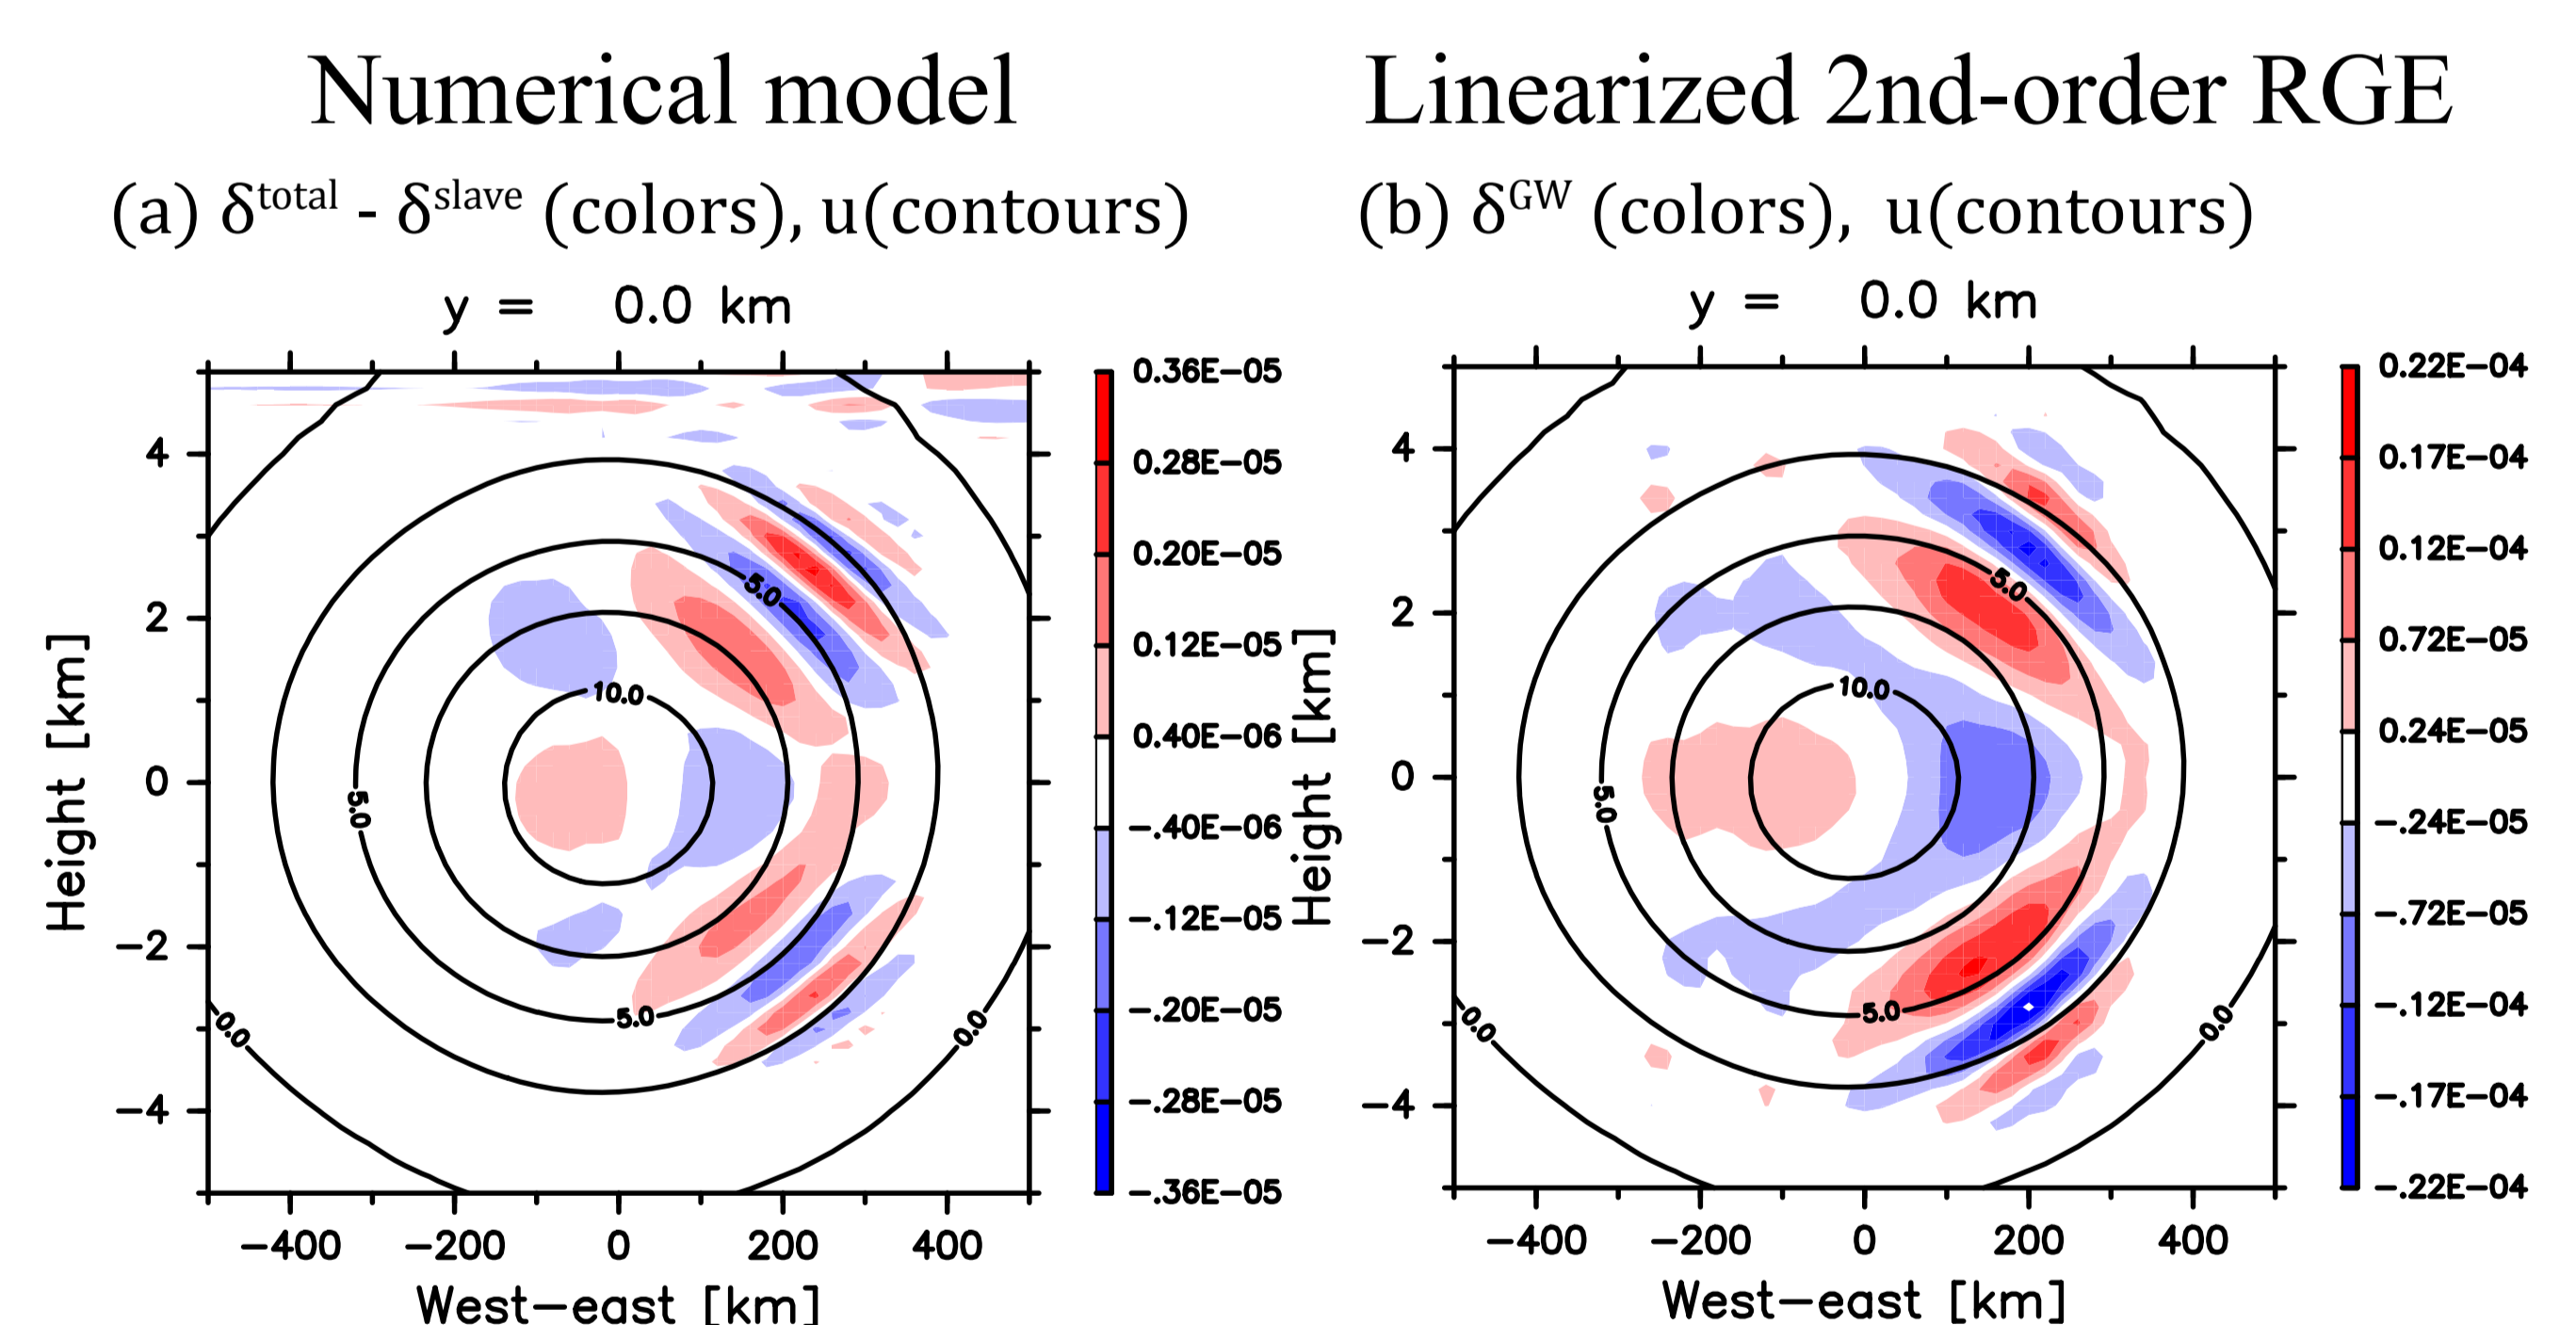 Numerical model
Linearized 2nd-order RGE
(a) δtotal - δslave (colors), u(contours)
(b) δGW (colors), u(contours)
y = 0.0 km
y = 0.0 km
Height [km]
4
2
0
−2
−4
−400 −200 0 200 400
West−east [km]
10.0
5.0
5.0
5.0
0.0
0.0
0.36E−05
0.28E−05
0.20E−05
0.12E−05
0.40E−06
−.40E−06
−.12E−05
−.20E−05
−.28E−05
−.36E−05
Height [km]
4
2
0
−2
−4
−400 −200 0 200 400
West−east [km]
5.0
10.0
5.0
5.0
0.0
0.0
0.22E−04
0.17E−04
0.12E−04
0.72E−05
0.24E−05
−.24E−05
−.72E−05
−.12E−04
−.17E−04
−.22E−04